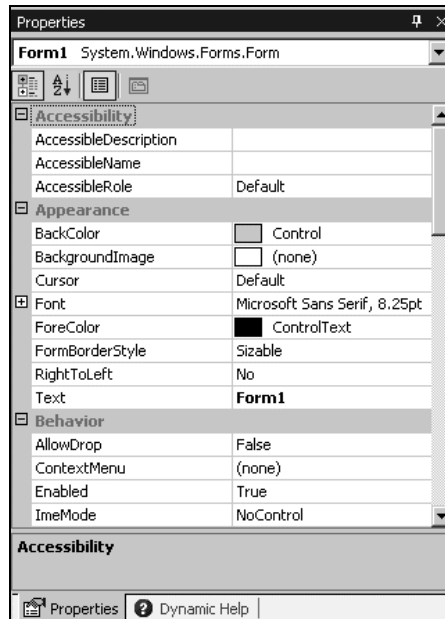 Properties
Form1 System.Windows.Forms.Form
Accessibility
AccessibleDescription
AccessibleName
AccessibleRole Default
Appearance
BackColor Control
BackgroundImage (none)
Cursor Default
Font Microsoft Sans Serif, 8.25pt
ForeColor ControlText
FormBorderStyle Sizable
RightToLeft No
Text Form1
Behavior
AllowDrop False
ContextMenu (none)
Enabled True
ImeMode NoControl
Accessibility
Properties Dynamic Help